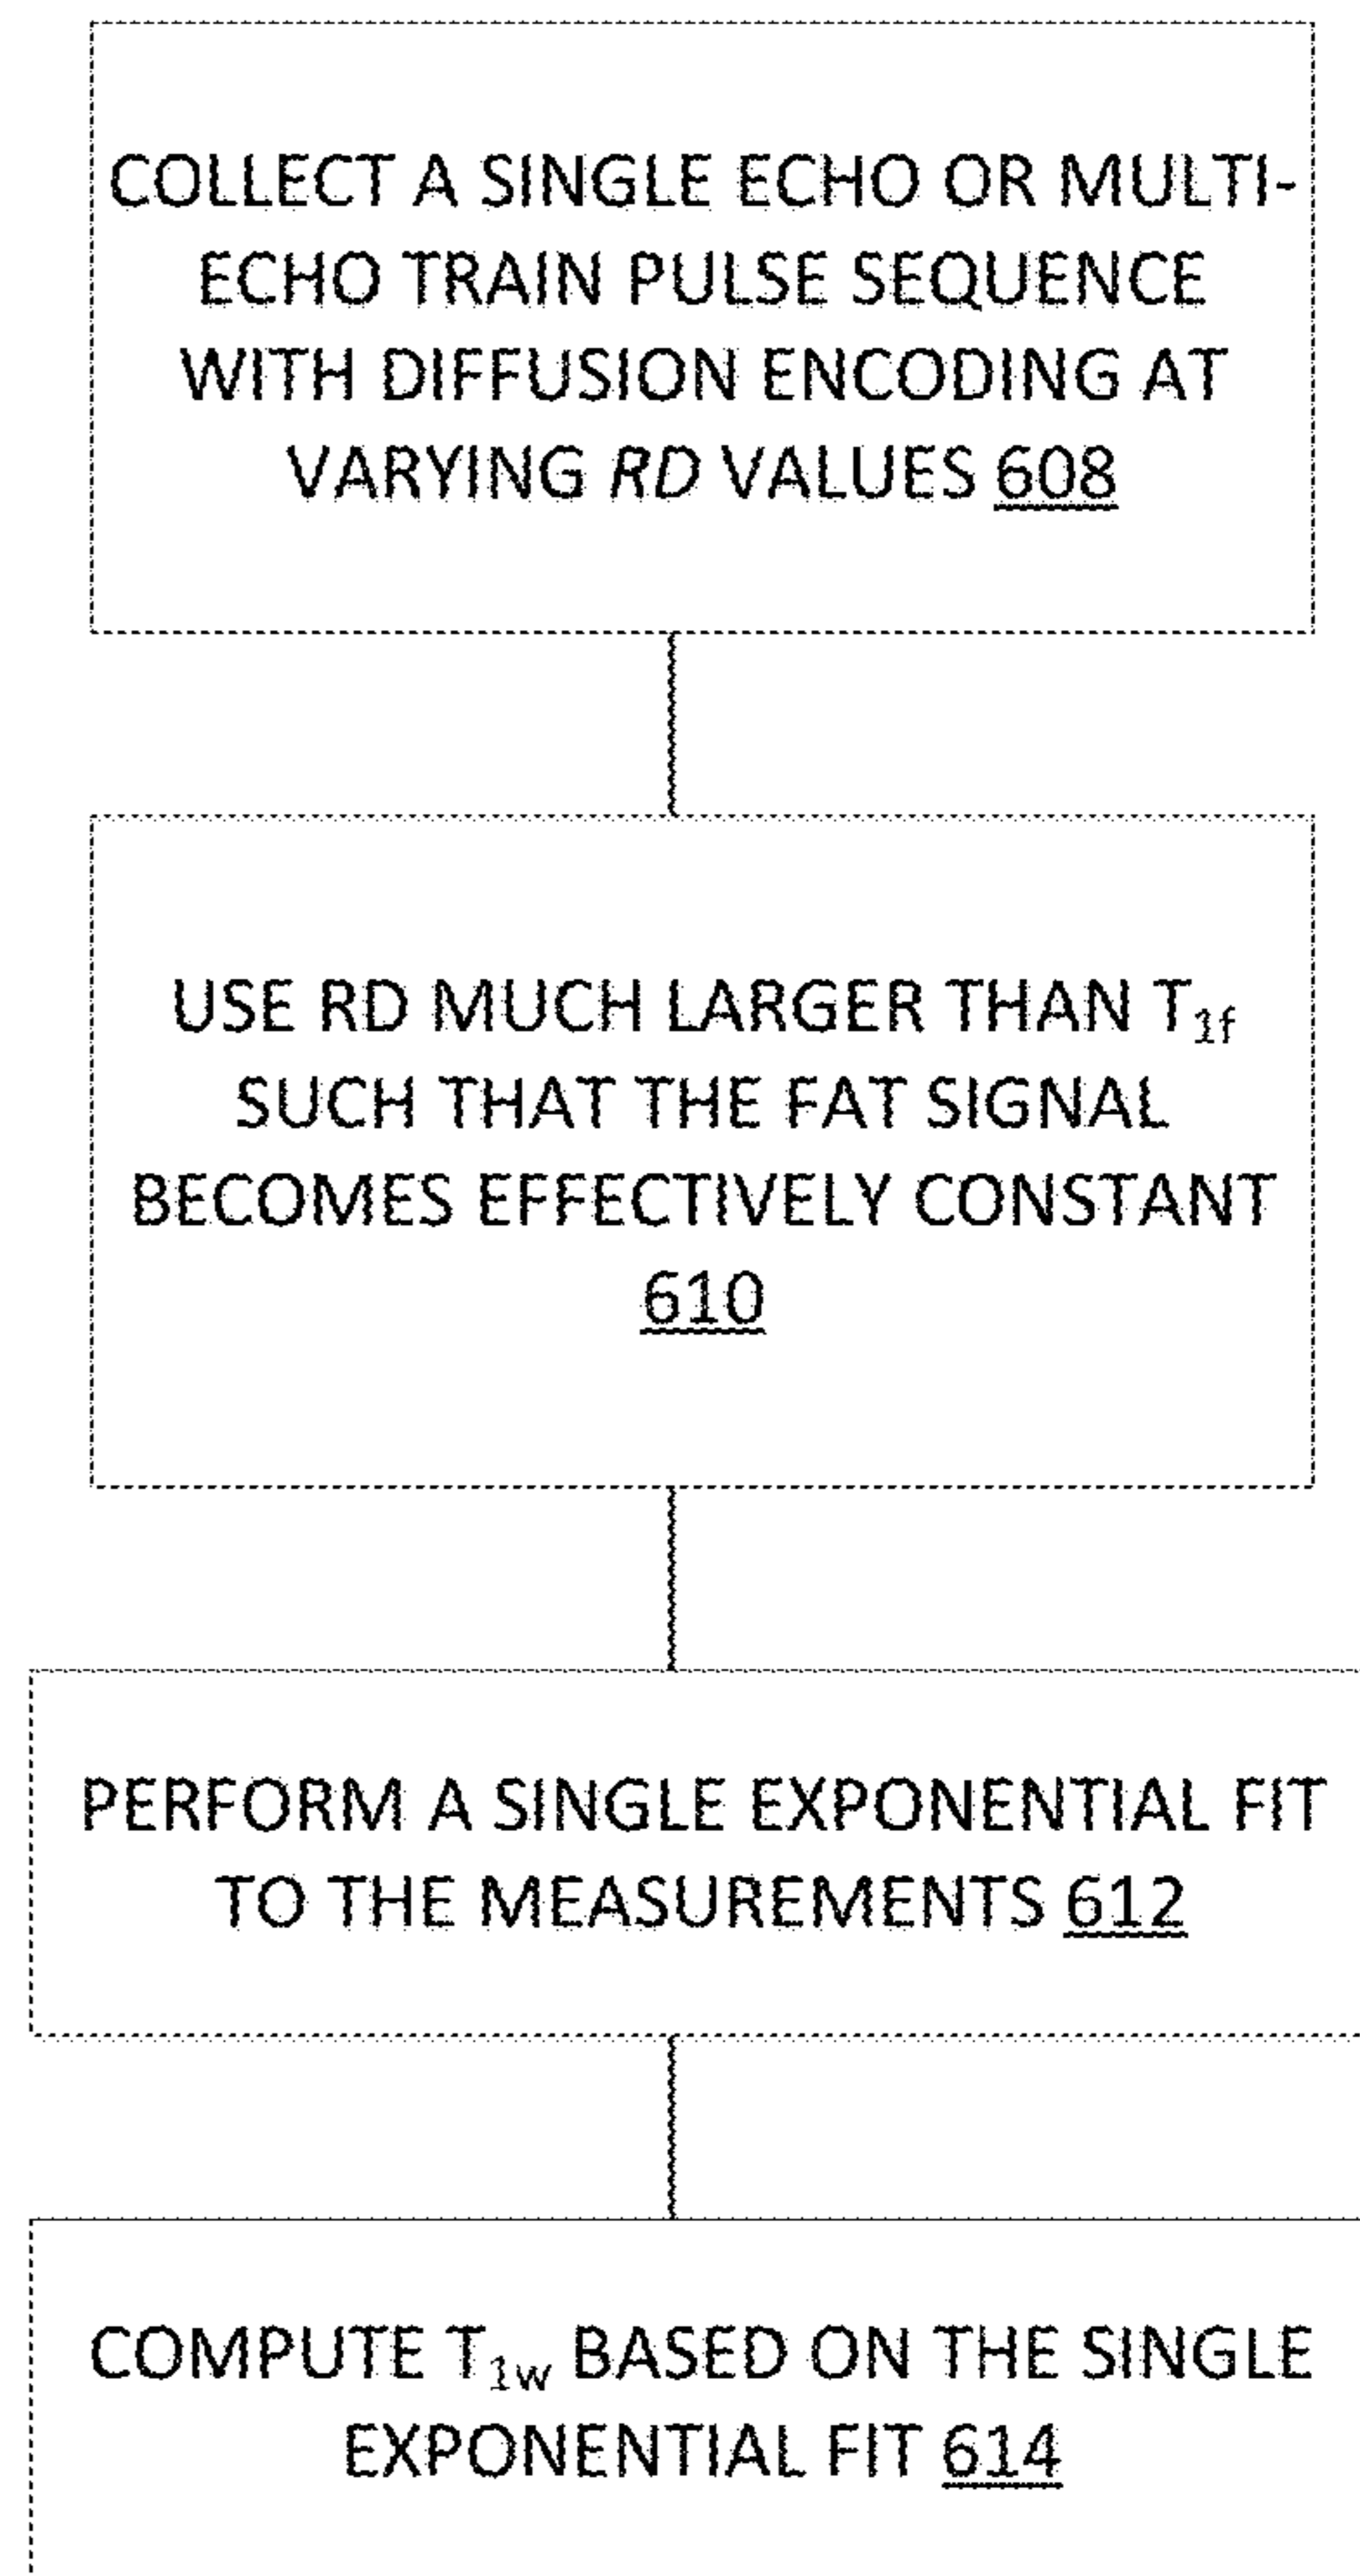 COLLECT A SINGLE ECHO OR MULTI-
ECHO TRAIN PULSE SEQUENCE
WITH DIFFUSION ENCODING AT
VARYING RD VALUES 608
USE RD MUCH LARGER THAN T1f
SUCH THAT THE FAT SIGNAL
BECOMES EFFECTIVELY CONSTANT
610
PERFORM A SINGLE EXPONENTIAL FIT
TO THE MEASUREMENTS 612
COMPUTE T1w BASED ON THE SINGLE
EXPONENTIAL FIT 614